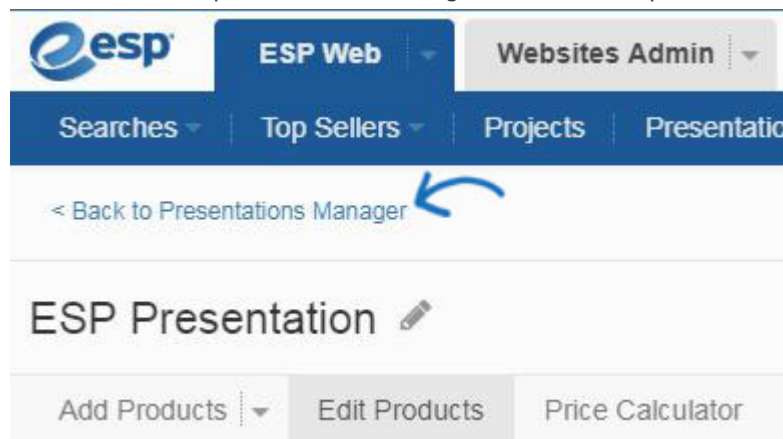 esp ESP Web Websites Admin
Searches Top Sellers Projects
< Back to Presentations Manager
ESP Presentation
Add Products Edit Products Price Calculator